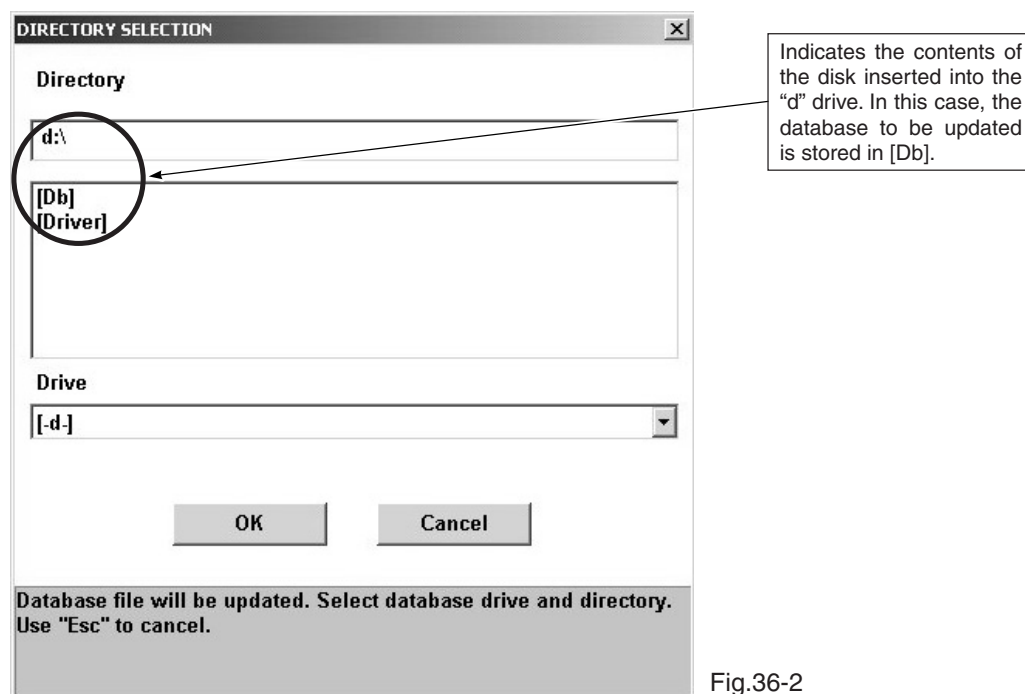 DIRECTORY SELECTION
Directory
d:\
[Db]
[Driver]
Drive
[-d-]
OK
Cancel
Database file will be updated. Select database drive and directory.
Use "Esc" to cancel.
Indicates the contents of
the disk inserted into the
“d” drive. In this case, the
database to be updated
is stored in [Db].
Fig.36-2